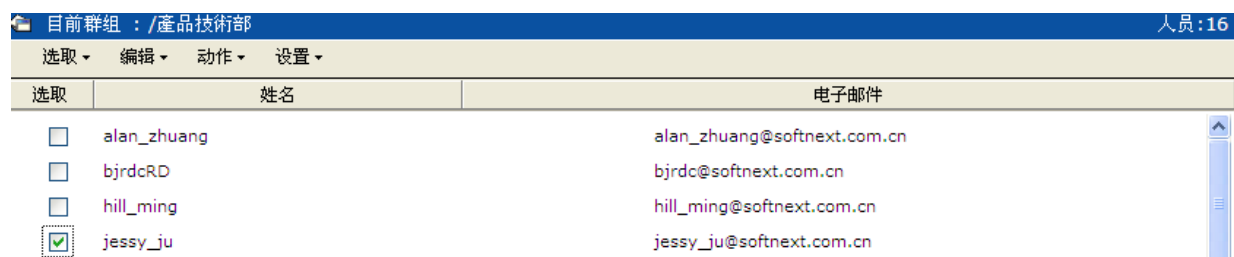 目前群组 : /產品技術部 人员:16
选取 编辑 动作 设置
选取 姓名 电子邮件
alan_zhuang alan_zhuang@softnext.com.cn
bjrdcRD bjrdc@softnext.com.cn
hill_ming hill_ming@softnext.com.cn
jessy_ju jessy_ju@softnext.com.cn